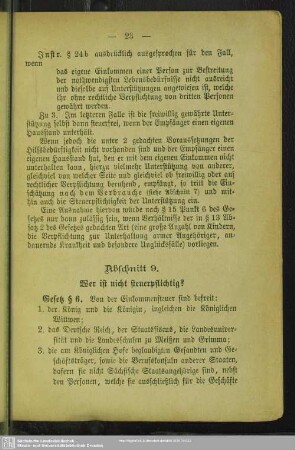 — 25 —
Instr. § 24b ausdrücklich ausgesprochen für den Fall,
wenn
das eigene Einkommen einer Person zur Bestreitung
der nothwendigsten Lebensbedürfnisse nicht ausreicht
und dieselbe auf Unterstützungen angewiesen ist, welche
ihr ohne rechtliche Verpflichtung von dritten Personen
gewährt werden.
Zu 3. Im letzteren Falle ist die freiwillig gewährte Unter-
stützung selbst dann steuerfrei, wenn der Empfänger einen eigenen
Hausstand unterhält.
Wenn jedoch die unter 2 gedachten Voraussetzungen der
Hilfsbedürftigkeit nicht vorhanden sind und der Empfänger einen
eigenen Hausstand hat, den er mit dem eigenen Einkommen nicht
unterhalten kann, hierzu vielmehr Unterstützung von anderer,
gleichviel von welcher Seite und gleichviel ob freiwillig oder auf
rechtlicher Verpflichtung beruhend, empfängt, so tritt die Ein-
schätzung nach dem Verbrauche (siehe Abschnitt 7) und mit-
hin auch die Steuerpflichtigkeit der Unterstützung ein.
Eine Ausnahme hiervon würde nach § 15 Punkt 6 des Ge-
setzes nur dann zulässig sein, wenn Verhältnisse der in § 13 Ab-
satz 2 des Gesetzes gedachten Art (eine große Anzahl von Kindern,
die Verpflichtung zur Unterhaltung armer Angehöriger, an-
dauernde Krankheit und besondere Unglücksfälle) vorliegen.
Abschnitt 9.
Wer ist nicht steuerpflichtig?
Gesetz § 6. Von der Einkommensteuer sind befreit:
1. der König und die Königin, ingleichen die Königlichen
Wittwen;
2. das Deutsche Reich, der Staatsfiscus, die Landesuniver-
sität und die Landesschulen zu Meißen und Grimma;
3. die am Königlichen Hofe beglaubigten Gesandten und Ge-
schäftsträger, sowie die Berufskonsuln anderer Staaten,
dafern sie nicht Sächsische Staatsangehörige sind, nebst
den Personen, welche sie ausschließlich für die Geschäfte